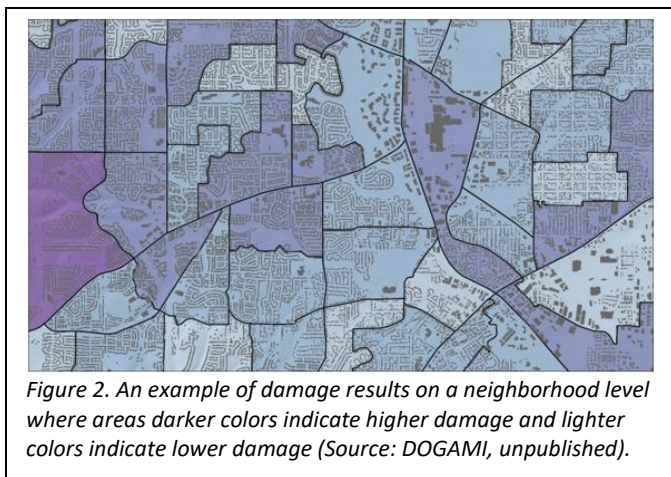 Figure 2. An example of damage results on a neighborhood level
where areas darker colors indicate higher damage and lighter
colors indicate lower damage (Source: DOGAMI, unpublished).